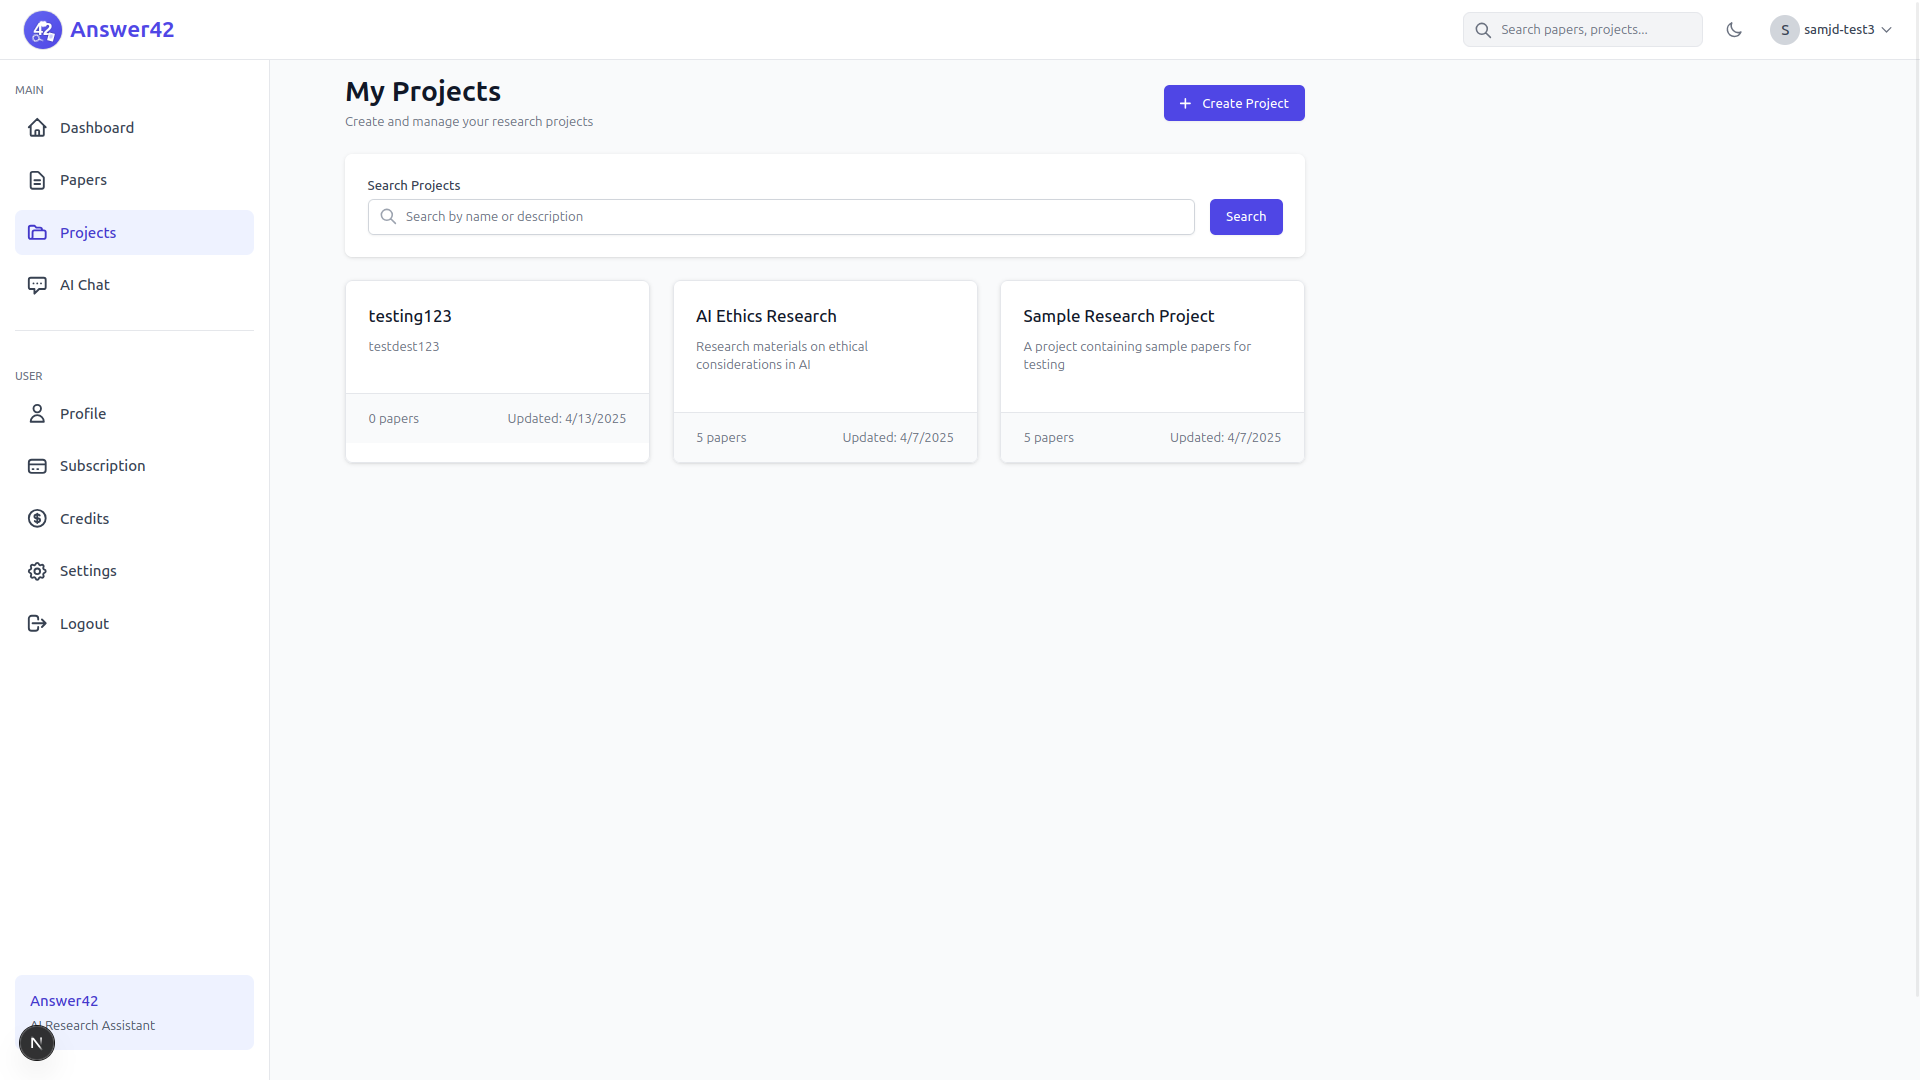 42
Answer42
Search papers, projects...
S
samjd-test3
MAIN
Dashboard
Papers
Projects
AI Chat
USER
Profile
Subscription
Credits
Settings
Logout
Answer42
AI Research Assistant
N
My Projects
Create and manage your research projects
Create Project
Search Projects
Search by name or description
Search
testing123
testdest123
0 papers
Updated: 4/13/2025
AI Ethics Research
Research materials on ethical
considerations in AI
5 papers
Updated: 4/7/2025
Sample Research Project
A project containing sample papers for
testing
5 papers
Updated: 4/7/2025